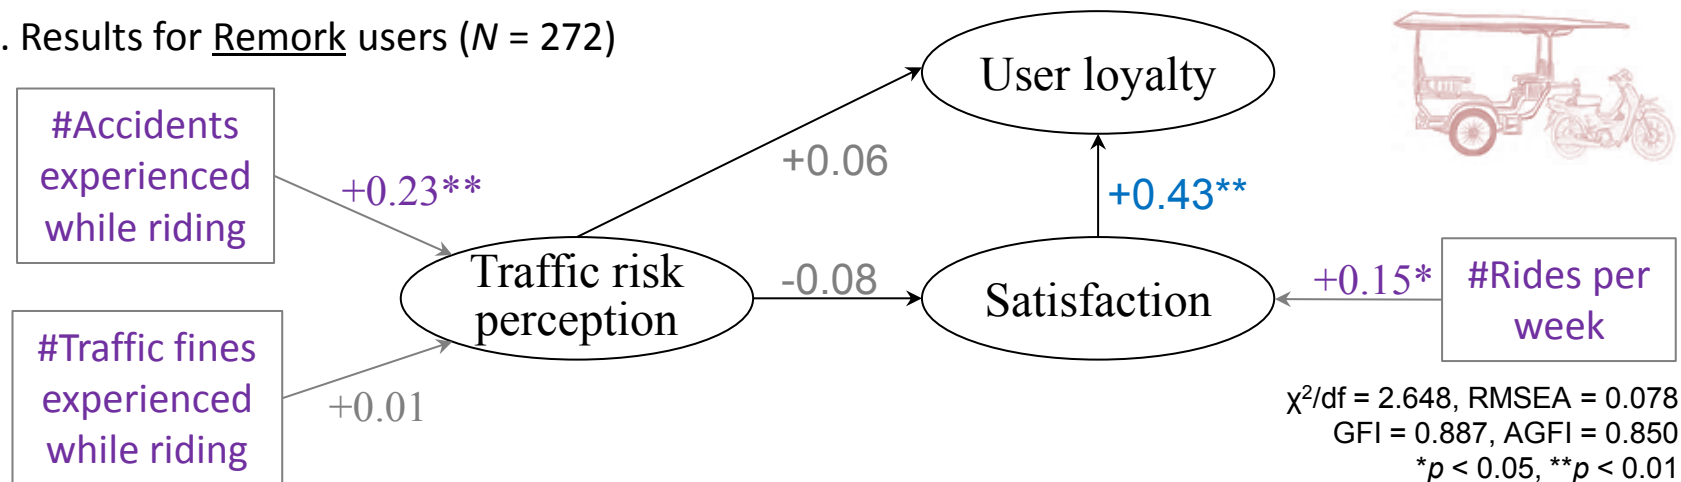 . Results for Remork users (N = 272)
User loyalty
#Accidents
experienced
while riding
+0.23**
+0.06
+0.43**
Traffic risk
perception
-0.08
Satisfaction
+0.15*
#Rides per
week
#Traffic fines
experienced
while riding
+0.01
χ²/df = 2.648, RMSEA = 0.078
GFI = 0.887, AGFI = 0.850
*p < 0.05, **p < 0.01